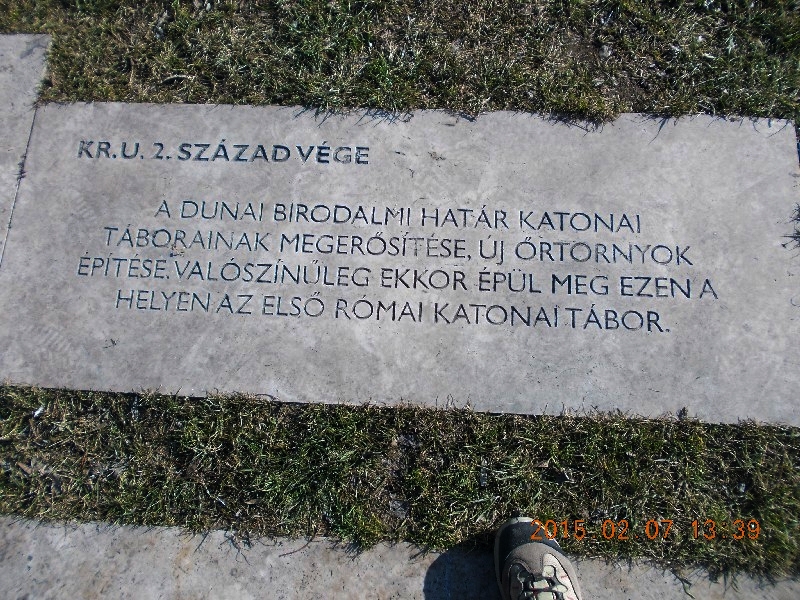 KR.U. 2. SZÁZAD VÉGE
A DUNAI BIRODALMI HATÁR KATONAI
TÁBORAINAK MEGERŐSÍTÉSE, ÚJ ŐRTORNYOK
ÉPÍTÉSE. VALÓSZÍNŰLEG EKKOR ÉPÜL MEG EZEN A
HELYEN AZ ELSŐ RÓMAI KATONAI TÁBOR.
2015-02-07 13:39